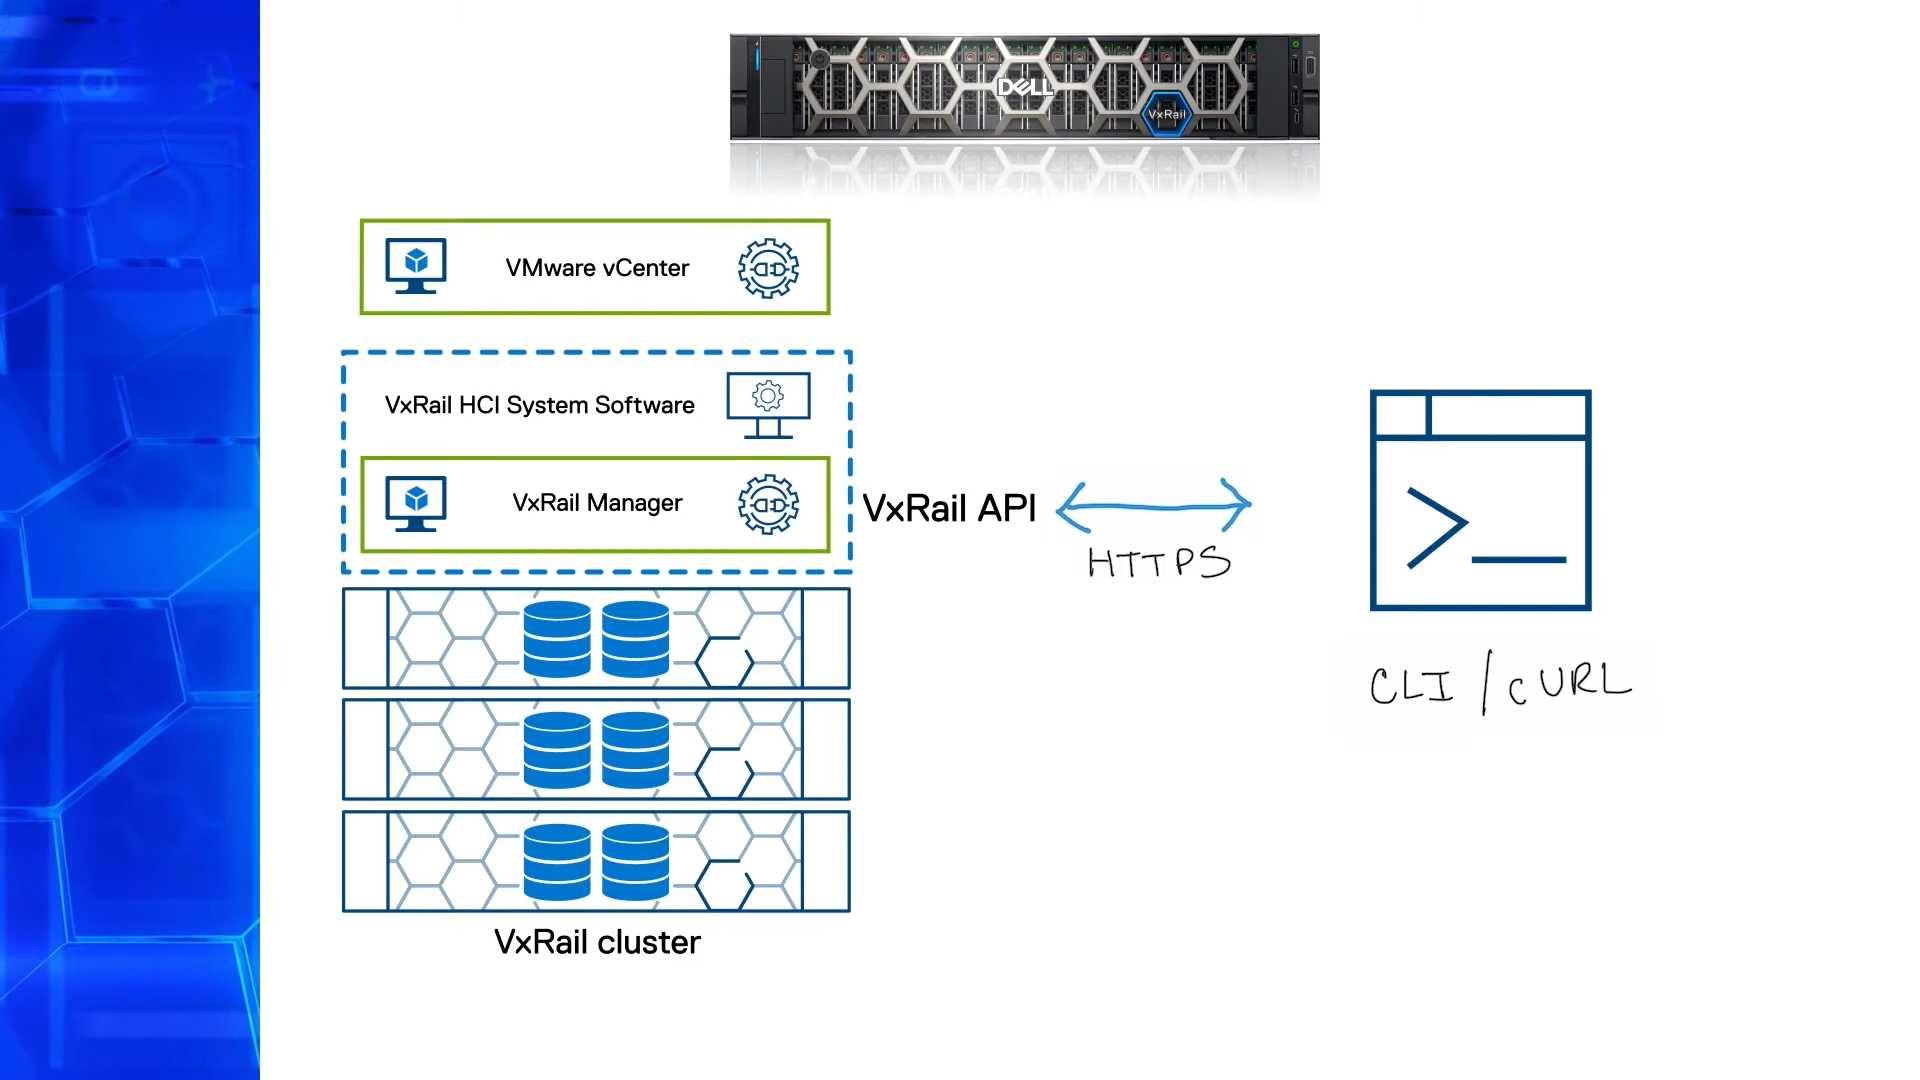 DELL
VxRail
VMware vCenter
VxRail HCI System Software
VxRail Manager
VxRail API
HTTPS
CLI / cURL
VxRail cluster